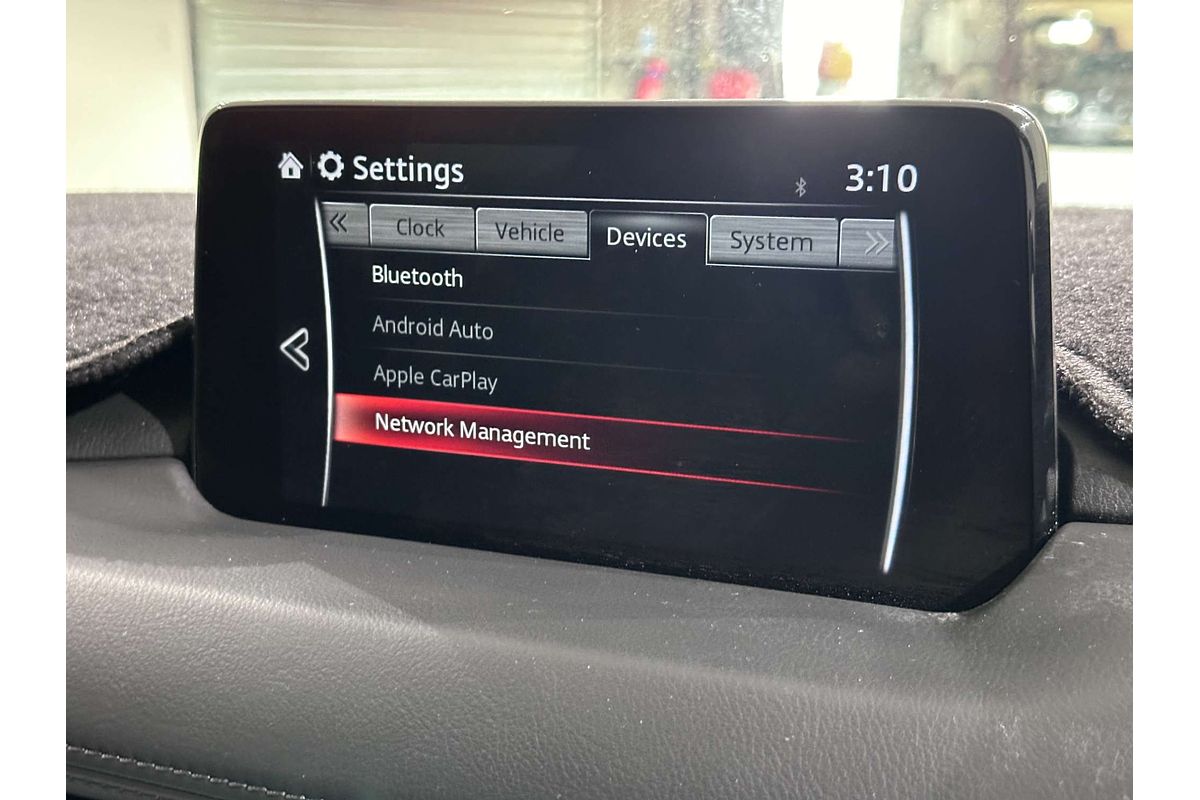 Settings
3:10
Clock Vehicle Devices System
Bluetooth
Android Auto
Apple CarPlay
Network Management